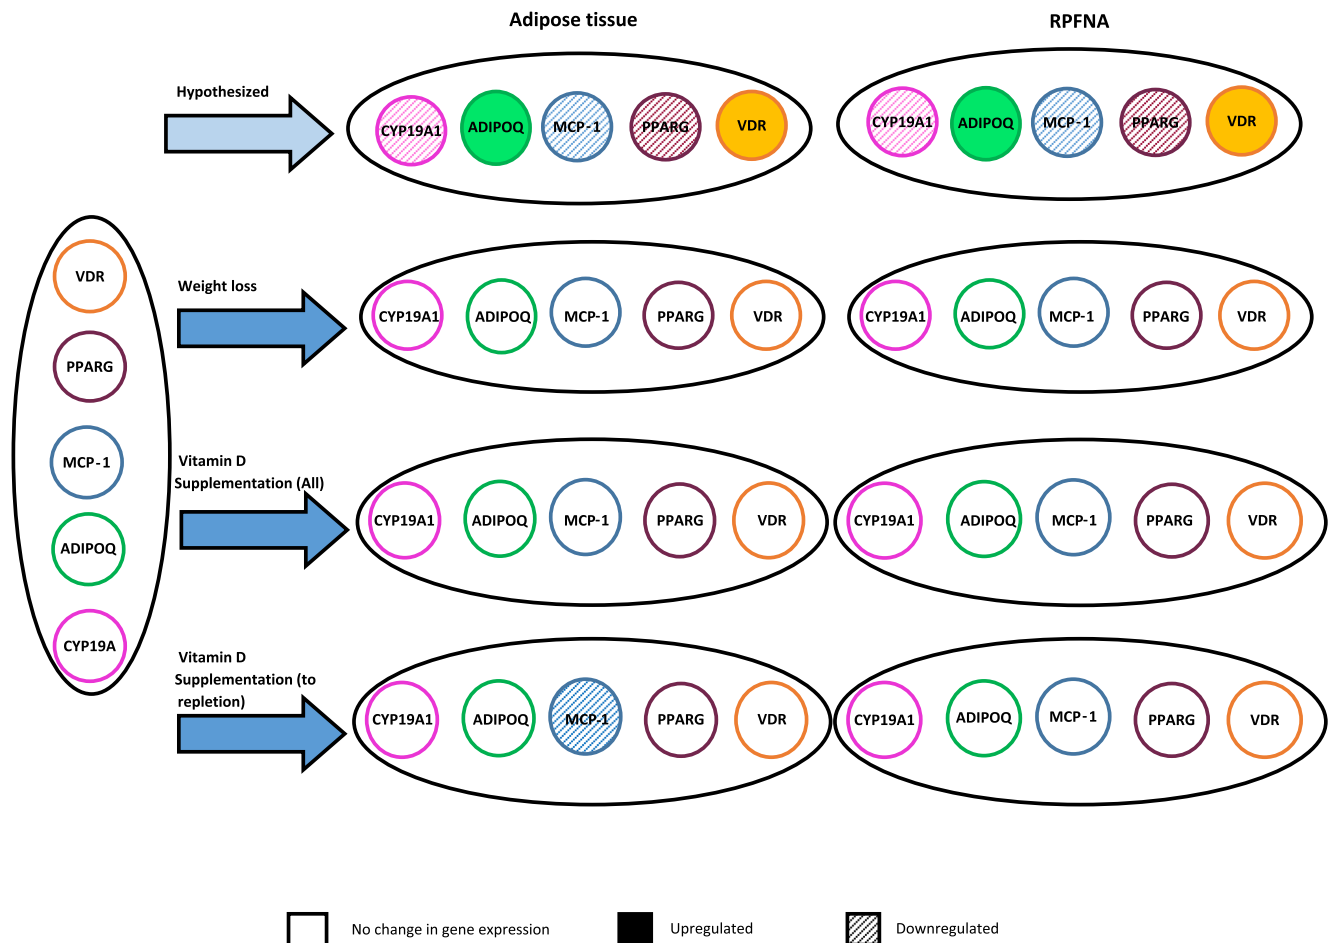 Adipose tissue
RPFNA
Hypothesized
CYP19A1
ADIPOQ
MCP-1
PPARG
VDR
CYP19A1
ADIPOQ
MCP-1
PPARG
VDR
VDR
PPARG
MCP-1
ADIPOQ
CYP19A
Weight loss
CYP19A1
ADIPOQ
MCP-1
PPARG
VDR
CYP19A1
ADIPOQ
MCP-1
PPARG
VDR
Vitamin D
Supplementation (All)
CYP19A1
ADIPOQ
MCP-1
PPARG
VDR
CYP19A1
ADIPOQ
MCP-1
PPARG
VDR
Vitamin D
Supplementation (to
repletion)
CYP19A1
ADIPOQ
MCP-1
PPARG
VDR
CYP19A1
ADIPOQ
MCP-1
PPARG
VDR
No change in gene expression
Upregulated
Downregulated